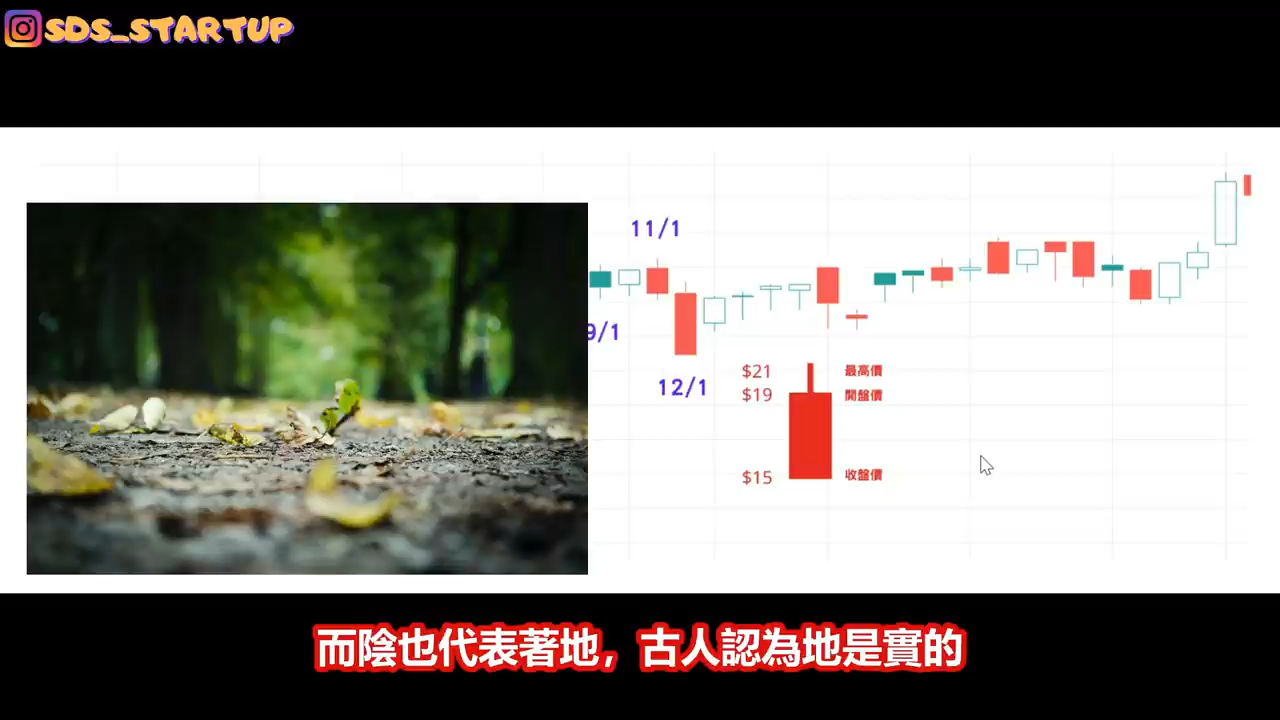 SDS_STARTUP
11/1
9/1
12/1
$21 最高價
$19 開盤價
$15 收盤價
而陰也代表著地，古人認為地是實的